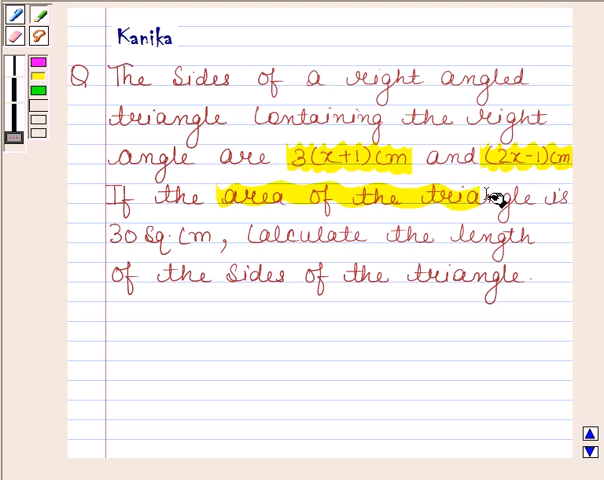 Kanika
Q The Sides of a right angled
triangle Containing the right
angle are 3(x+1)cm and (2x-1)cm
If the area of the triangle is
30 Sq.cm, Calculate the length
of the Sides of the triangle.